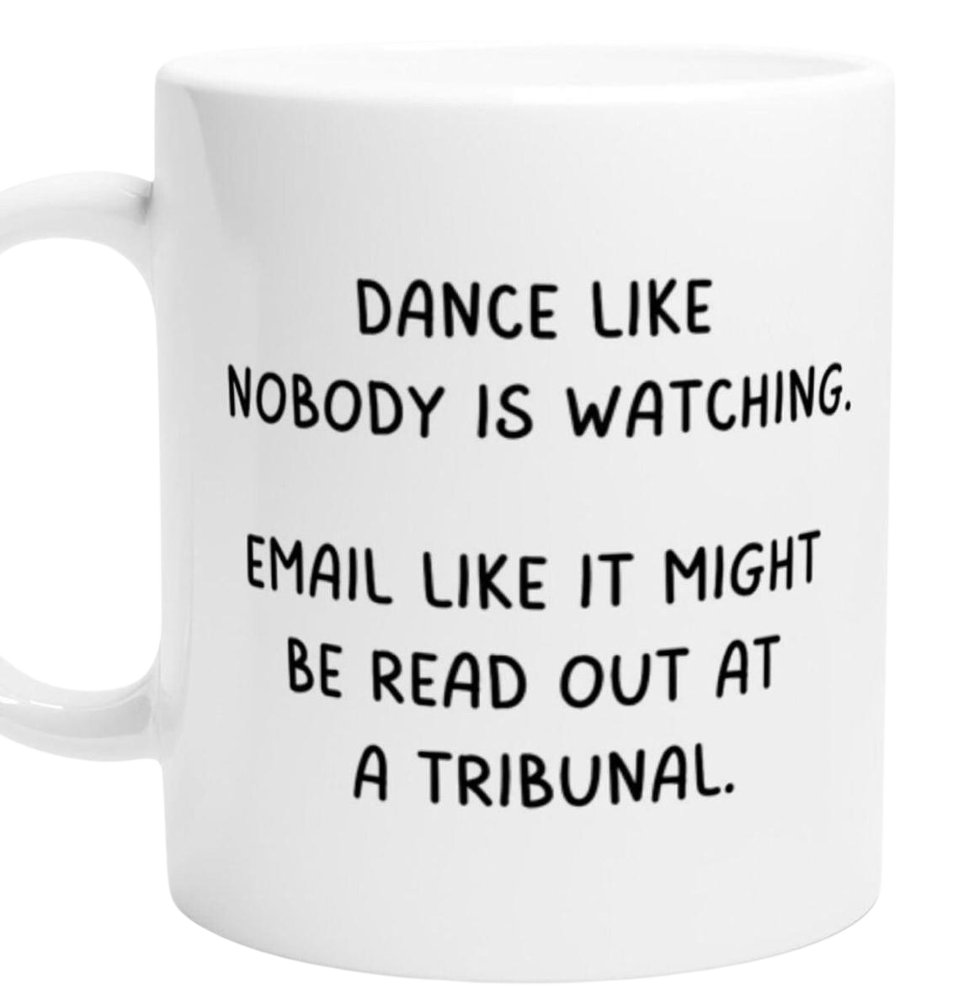 DANCE LIKE
NOBODY IS WATCHING.
EMAIL LIKE IT MIGHT
BE READ OUT AT
A TRIBUNAL.